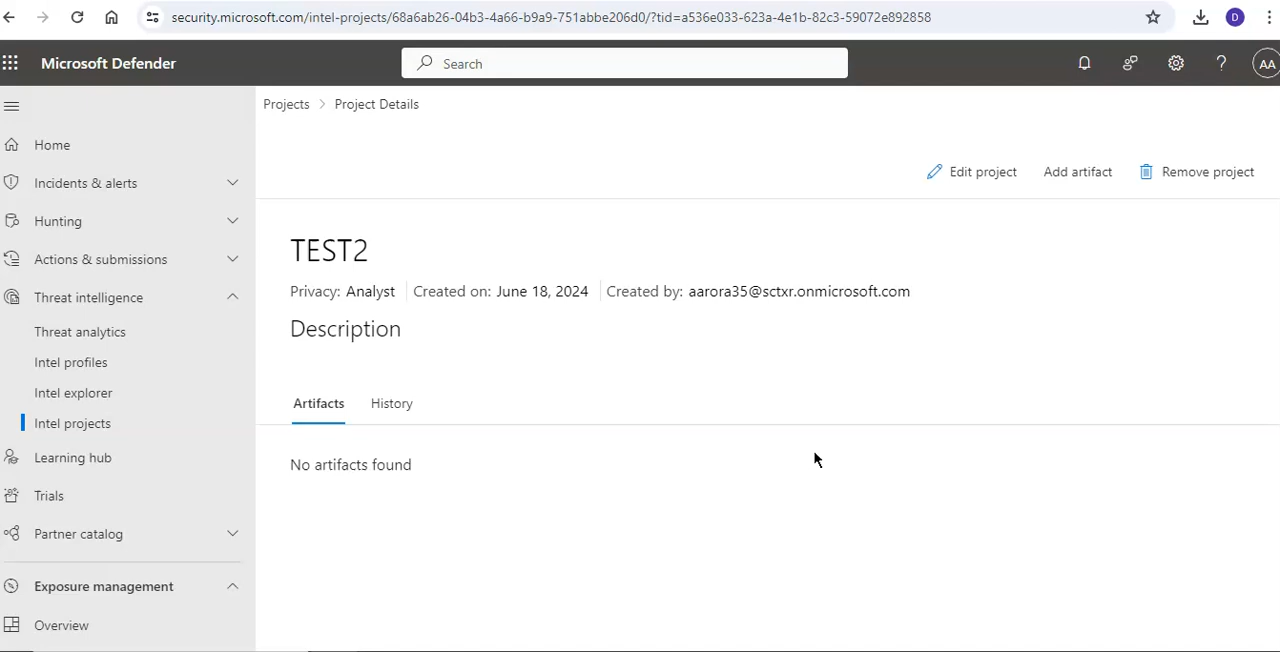 security.microsoft.com/intel-projects/68a6ab26-04b3-4a66-b9a9-751abbe206d0/?tid=a536e033-623a-4e1b-82c3-59072e892858
D
Microsoft Defender
Search
AA
Projects > Project Details
Home
Incidents & alerts
Hunting
Actions & submissions
Threat intelligence
Threat analytics
Intel profiles
Intel explorer
Intel projects
Learning hub
Trials
Partner catalog
Exposure management
Overview
Edit project Add artifact Remove project
TEST2
Privacy: Analyst Created on: June 18, 2024 Created by: aarora35@sctxr.onmicrosoft.com
Description
Artifacts History
No artifacts found